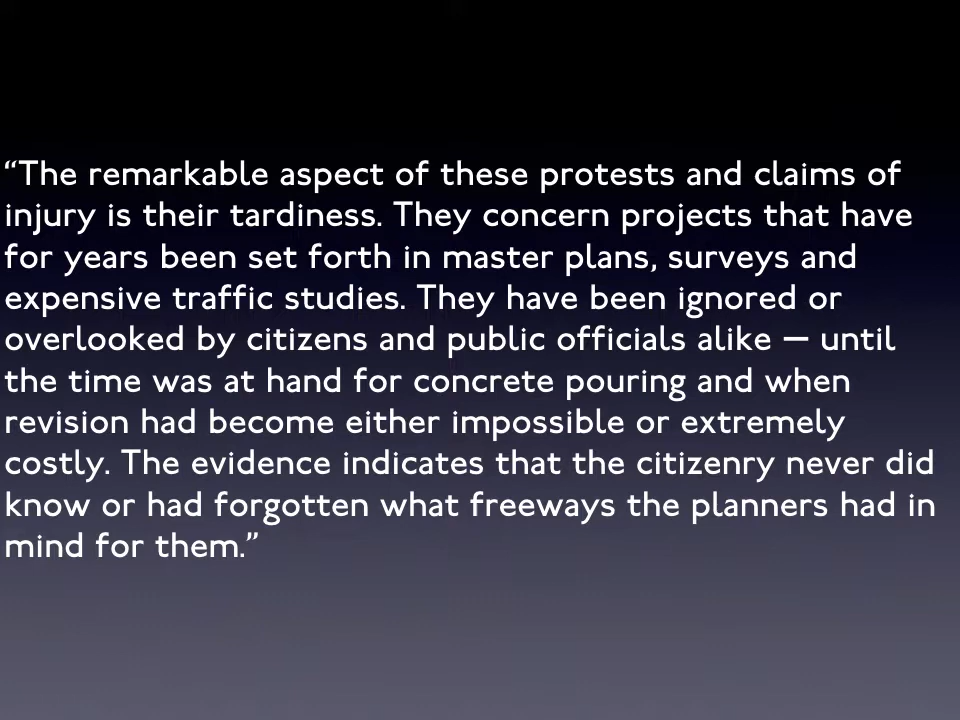 “The remarkable aspect of these protests and claims of
injury is their tardiness. They concern projects that have
for years been set forth in master plans, surveys and
expensive traffic studies. They have been ignored or
overlooked by citizens and public officials alike — until
the time was at hand for concrete pouring and when
revision had become either impossible or extremely
costly. The evidence indicates that the citizenry never did
know or had forgotten what freeways the planners had in
mind for them.”